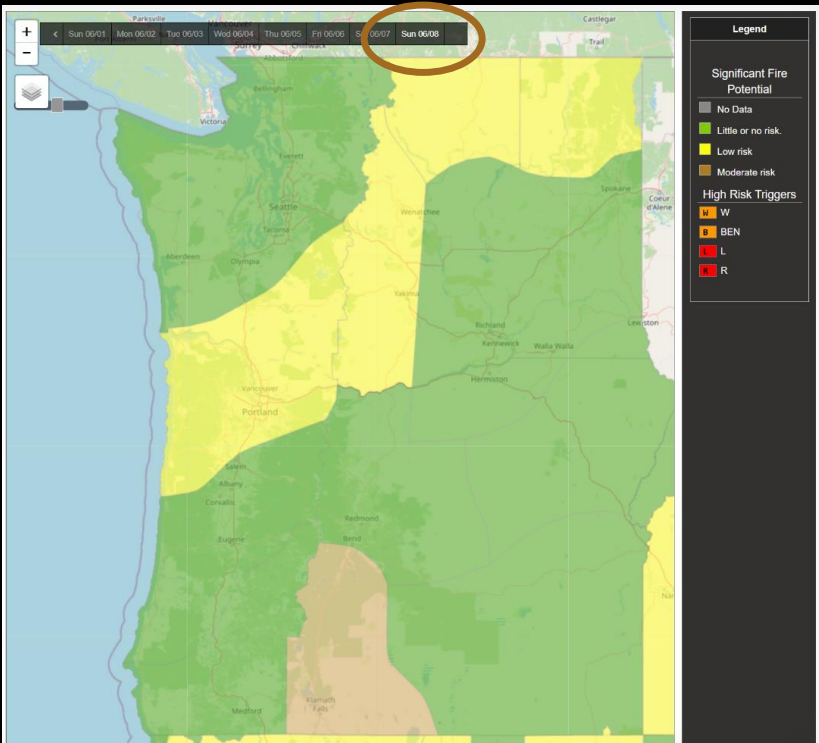 Parksville
Vancouver
Castlegar
+
-
< Sun 06/01 Mon 06/02 Tue 06/03 Wed 06/04 Thu 06/05 Fri 06/06 06/07 Sun 06/08
Surrey Chilliwack
Trail
Abbotsford
Bellingham
Victoria
Everett
Spokane
Coeur
d'Alene
Seattle
Wenatchee
Tacoma
Aberdeen
Olympia
Yakima
Richland
Lewiston
Kennewick
Walla Walla
Hermiston
Vancouver
Portland
Salem
Albany
Corvallis
Redmond
Eugene
Bend
Klamath
Falls
Medford
Legend
Significant Fire
Potential
No Data
Little or no risk.
Low risk
Moderate risk
High Risk Triggers
W W
B BEN
L L
R R